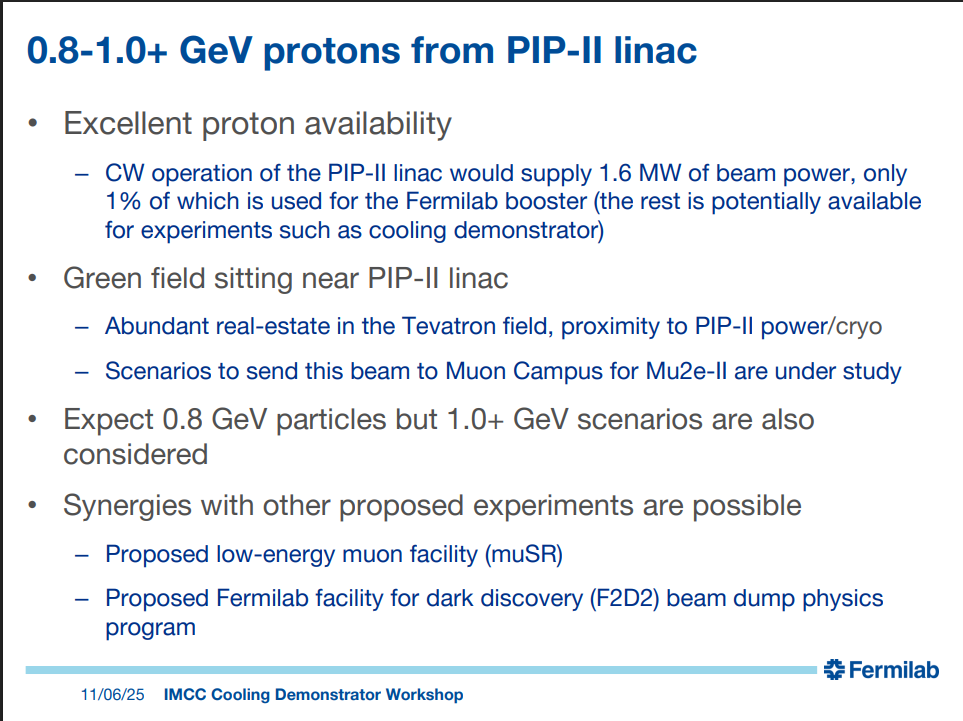 0.8-1.0+ GeV protons from PIP-II linac
• Excellent proton availability
– CW operation of the PIP-II linac would supply 1.6 MW of beam power, only
1% of which is used for the Fermilab booster (the rest is potentially available
for experiments such as cooling demonstrator)
• Green field sitting near PIP-II linac
– Abundant real-estate in the Tevatron field, proximity to PIP-II power/cryo
– Scenarios to send this beam to Muon Campus for Mu2e-II are under study
• Expect 0.8 GeV particles but 1.0+ GeV scenarios are also
considered
• Synergies with other proposed experiments are possible
– Proposed low-energy muon facility (muSR)
– Proposed Fermilab facility for dark discovery (F2D2) beam dump physics
program
Fermilab
11/06/25 IMCC Cooling Demonstrator Workshop